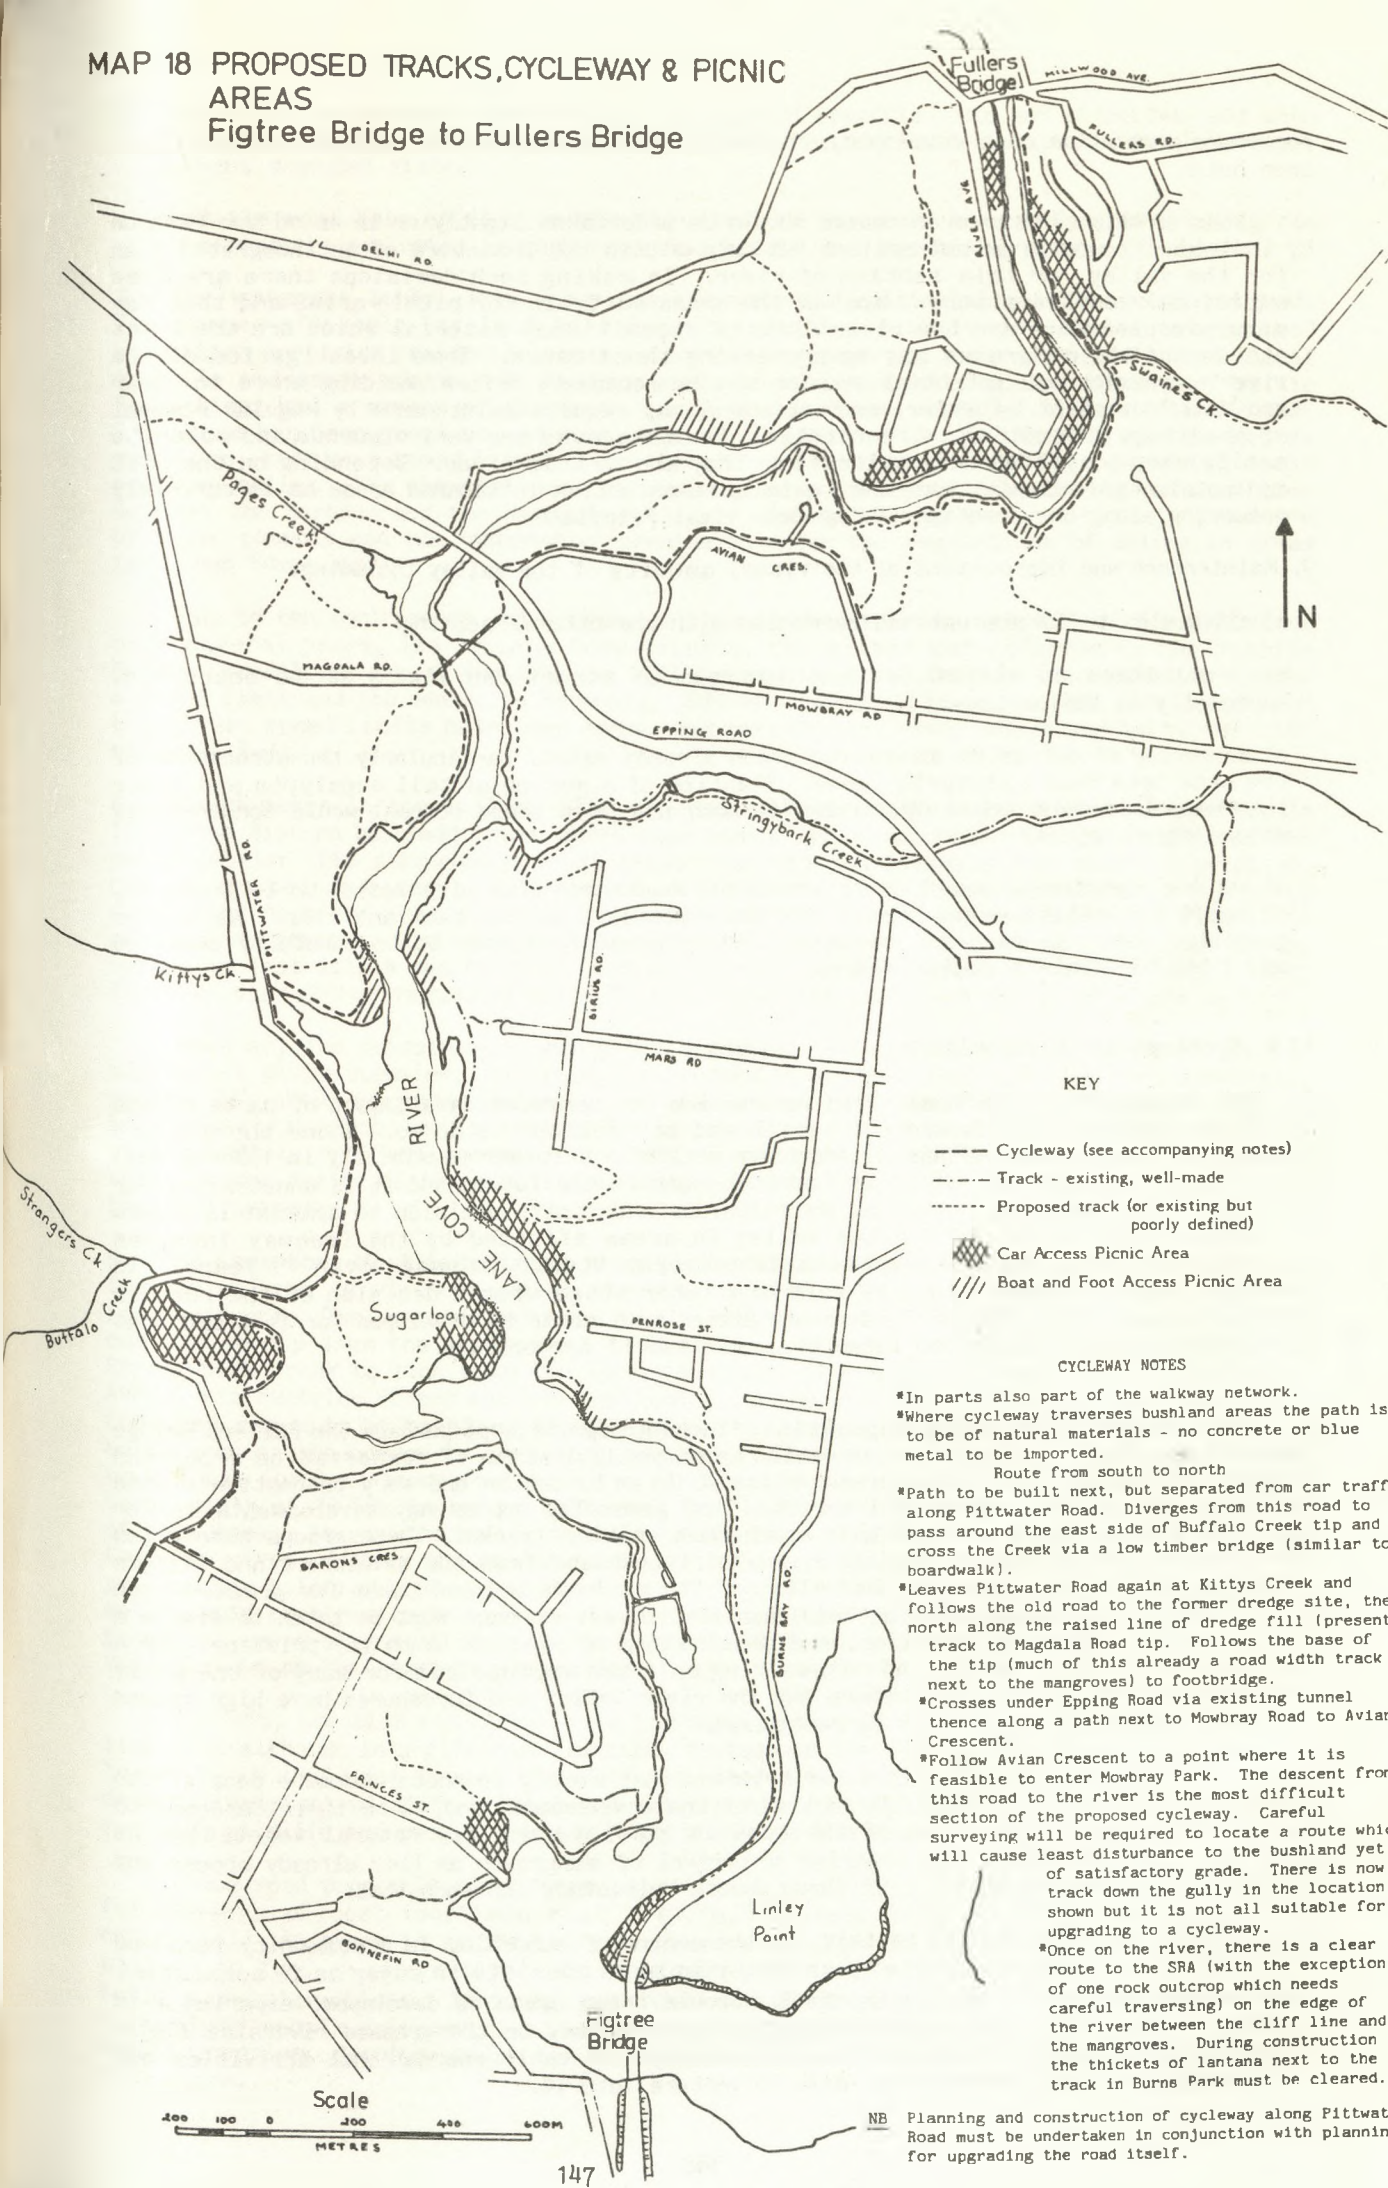 MAP 18 PROPOSED TRACKS, CYCLEWAY & PICNIC
AREAS
Figtree Bridge to Fullers Bridge
Fullers
Bridge
MILLWOOD AVE.
FULLERS RD.
RIVER AVE
DELHI RD.
Swaines Ck.
Pages Creek
AVIAN
CRES.
N
MAGDALA RD.
MOWBRAY RD
EPPING ROAD
Stringybark Creek
PITTWATER RD.
Kittys Ck.
SIRIUS RD.
MARS RD
RIVER
LANE COVE
Strangers Ck
Buffalo Creek
Sugarloaf
PENROSE ST.
KEY
Cycleway (see accompanying notes)
Track - existing, well-made
Proposed track (or existing but
poorly defined)
Car Access Picnic Area
Boat and Foot Access Picnic Area
BARONS CRES.
BURNS BAY RD.
PRINCES ST.
BONNEFIN RD
Linley
Point
Figtree
Bridge
CYCLEWAY NOTES
*In parts also part of the walkway network.
*Where cycleway traverses bushland areas the path is
to be of natural materials - no concrete or blue
metal to be imported.
Route from south to north
*Path to be built next, but separated from car traff
along Pittwater Road. Diverges from this road to
pass around the east side of Buffalo Creek tip and
cross the Creek via a low timber bridge (similar to
boardwalk).
*Leaves Pittwater Road again at Kittys Creek and
follows the old road to the former dredge site, the
north along the raised line of dredge fill (present
track to Magdala Road tip. Follows the base of
the tip (much of this already a road width track
next to the mangroves) to footbridge.
*Crosses under Epping Road via existing tunnel
thence along a path next to Mowbray Road to Avian
Crescent.
*Follow Avian Crescent to a point where it is
feasible to enter Mowbray Park. The descent from
this road to the river is the most difficult
section of the proposed cycleway. Careful
surveying will be required to locate a route whic
will cause least disturbance to the bushland yet
of satisfactory grade. There is now
track down the gully in the location
shown but it is not all suitable for
upgrading to a cycleway.
*Once on the river, there is a clear
route to the SRA (with the exception
of one rock outcrop which needs
careful traversing) on the edge of
the river between the cliff line and
the mangroves. During construction
the thickets of lantana next to the
track in Burns Park must be cleared.
NB Planning and construction of cycleway along Pittwat
Road must be undertaken in conjunction with plannin
for upgrading the road itself.
Scale
200 100 0 200 400 600M
METRES
147